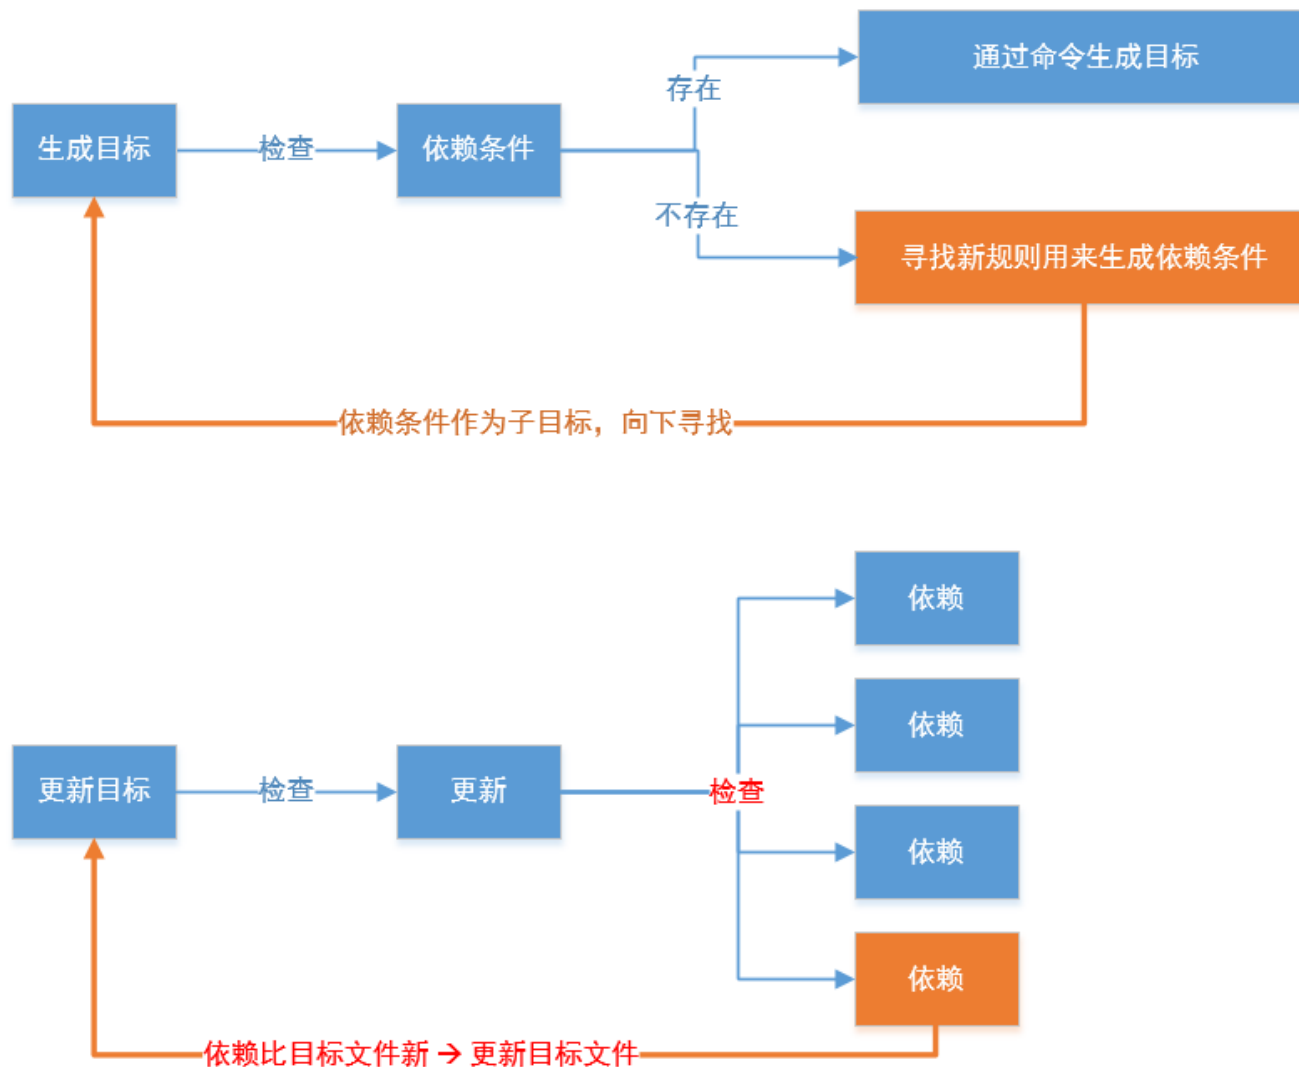 通过命令生成目标
存在
生成目标
检查
依赖条件
不存在
寻找新规则用来生成依赖条件
依赖条件作为子目标，向下寻找
依赖
依赖
更新目标
检查
更新
检查
依赖
依赖
依赖比目标文件新 → 更新目标文件